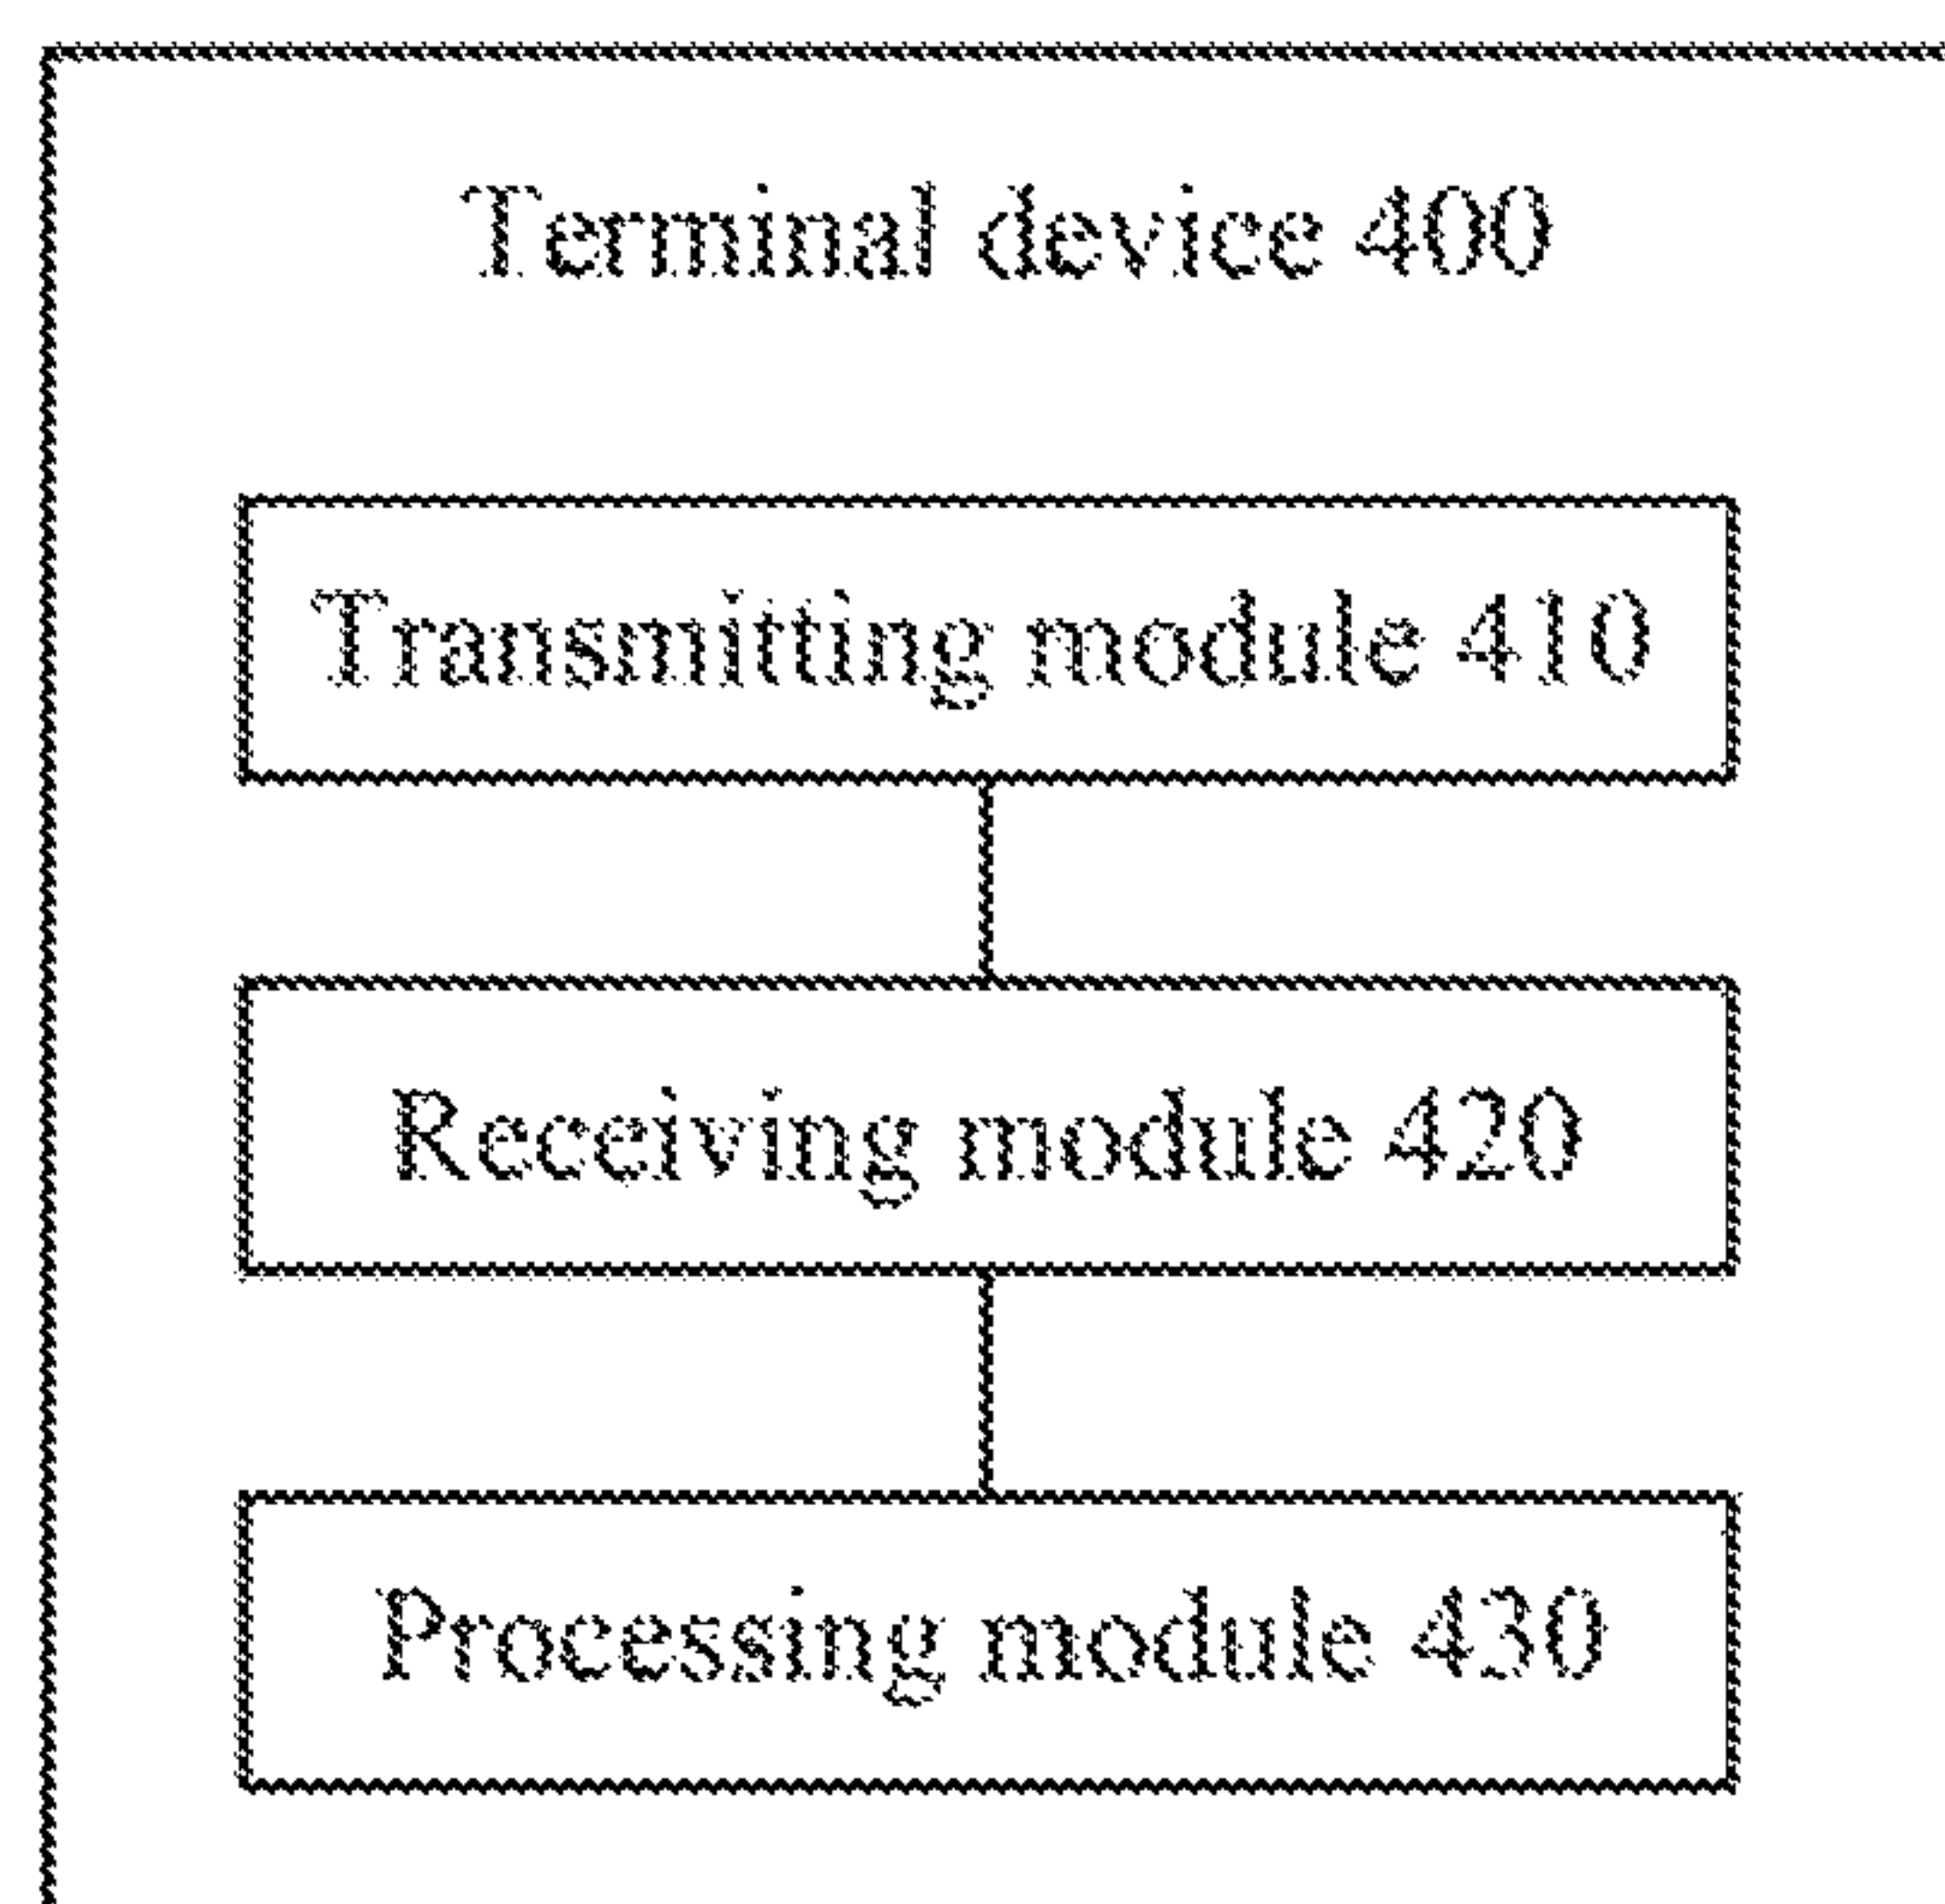 Terminal device 400
Transmitting module 410
Receiving module 420
Processing module 430